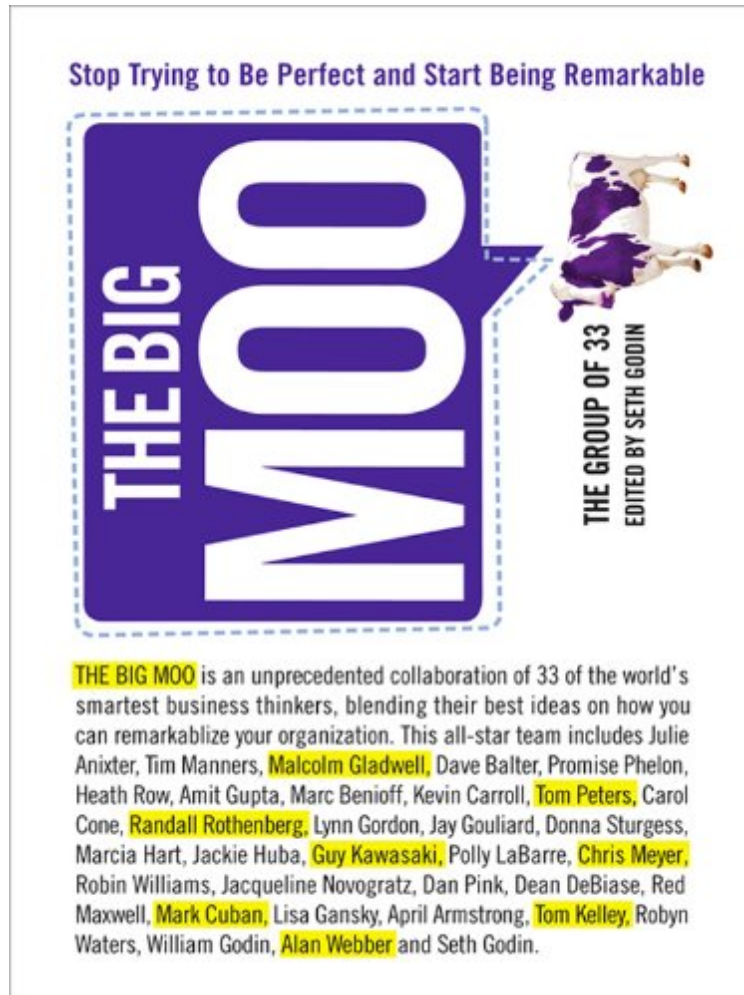 Stop Trying to Be Perfect and Start Being Remarkable
THE BIG
MOO
THE GROUP OF 33
EDITED BY SETH GODIN
THE BIG MOO is an unprecedented collaboration of 33 of the world's
smartest business thinkers, blending their best ideas on how you
can remarkablize your organization. This all-star team includes Julie
Anixter, Tim Manners, Malcolm Gladwell, Dave Balter, Promise Phelon,
Heath Row, Amit Gupta, Marc Benioff, Kevin Carroll, Tom Peters, Carol
Cone, Randall Rothenberg, Lynn Gordon, Jay Gouliard, Donna Sturgess,
Marcia Hart, Jackie Huba, Guy Kawasaki, Polly LaBarre, Chris Meyer,
Robin Williams, Jacqueline Novogratz, Dan Pink, Dean DeBiase, Red
Maxwell, Mark Cuban, Lisa Gansky, April Armstrong, Tom Kelley, Robyn
Waters, William Godin, Alan Webber and Seth Godin.